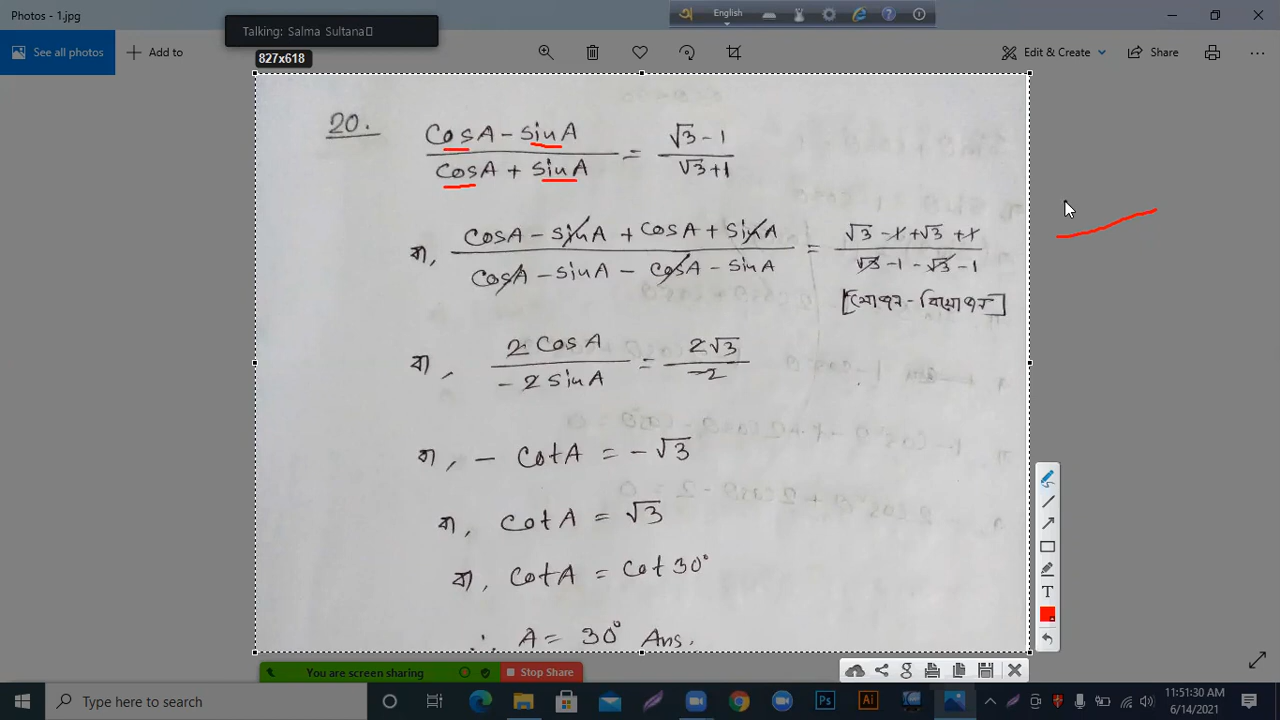 Photos - 1.jpg
অ English
Talking: Salma Sultana
See all photos + Add to
Edit & Create Share
827x618
20. CosA - sinA / CosA + sinA = √3 - 1 / √3 + 1
বা, CosA - sinA + CosA + sinA / CosA - sinA - CosA - sinA = √3 - 1 + √3 + 1 / √3 - 1 - √3 - 1
[যোজন - বিয়োজন]
বা, 2 CosA / - 2 sinA = 2√3 / -2
বা, - CotA = - √3
বা, CotA = √3
বা, CotA = Cot 30°
∴ A = 30° Ans.
T
You are screen sharing Stop Share
Type here to search
Ps Ai
11:51:30 AM
6/14/2021